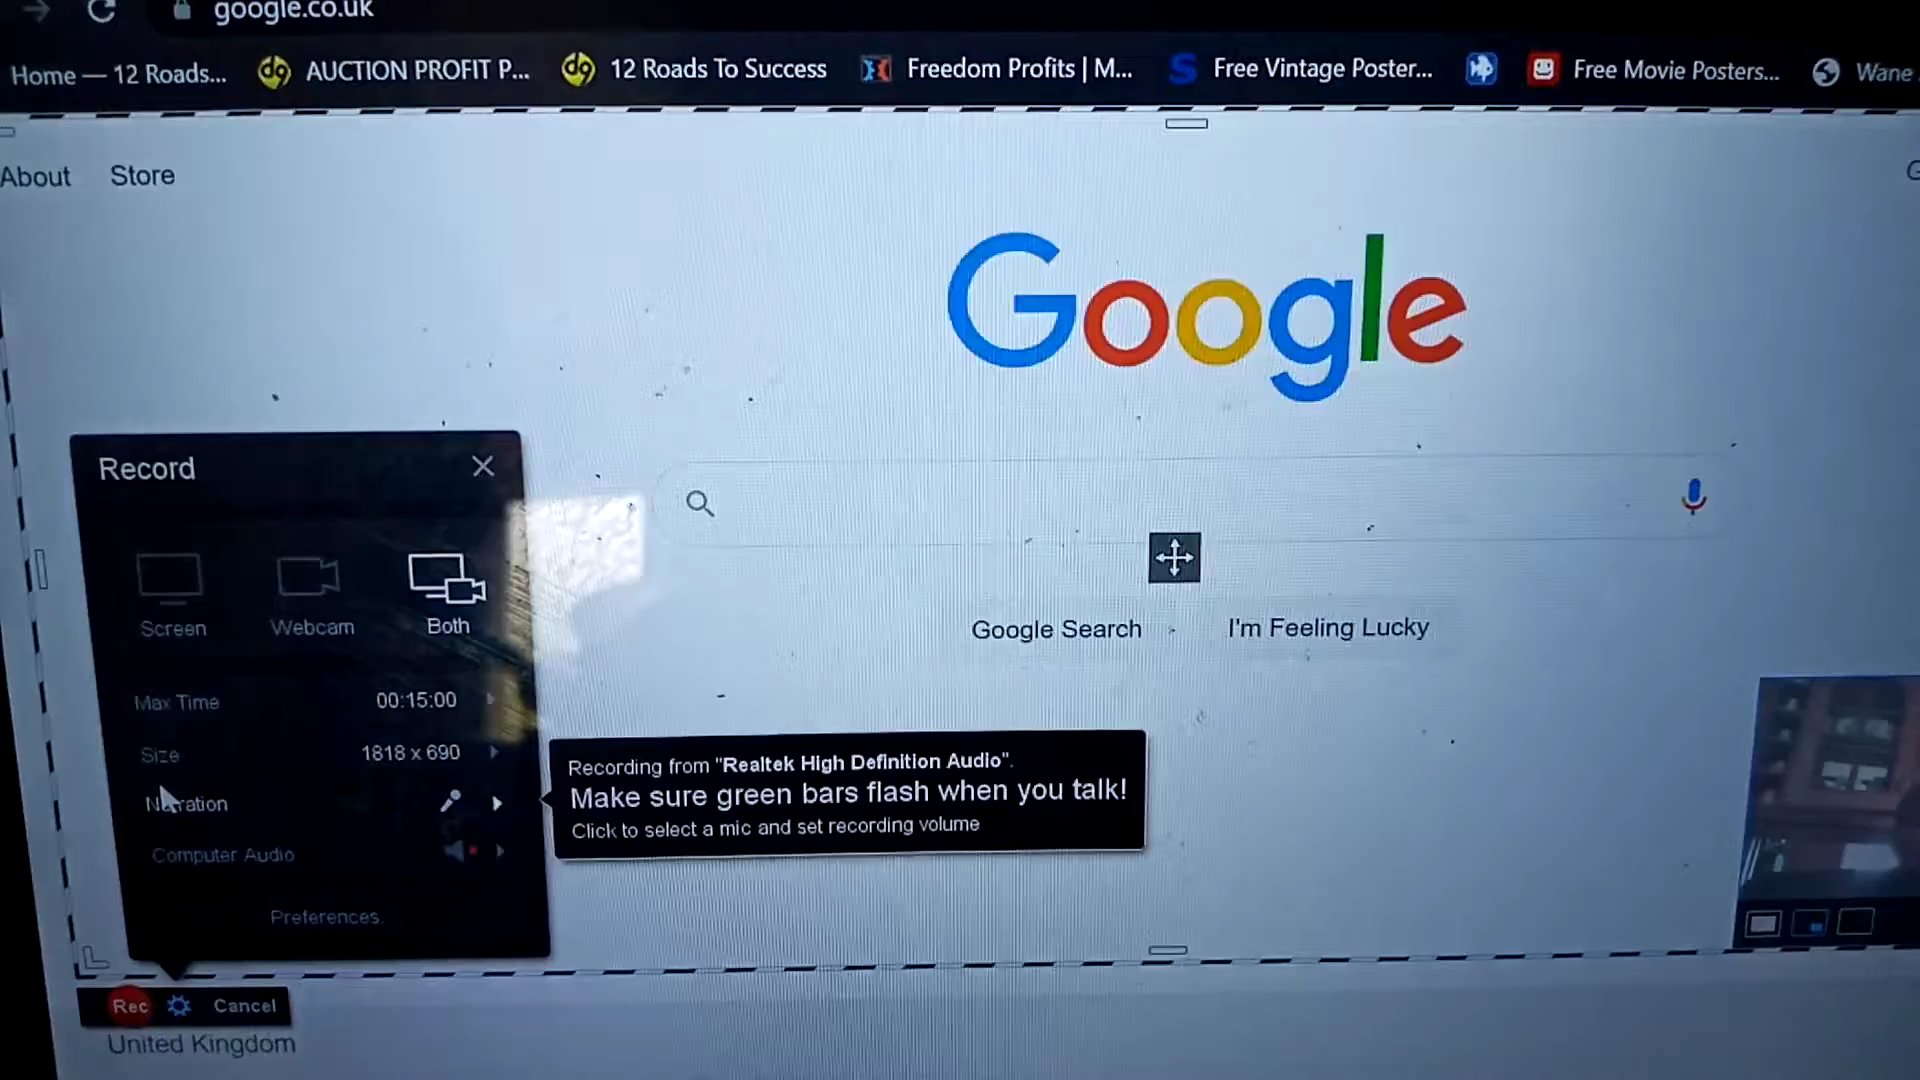 google.co.uk
Home — 12 Roads...
AUCTION PROFIT P...
12 Roads To Success
Freedom Profits | M...
Free Vintage Poster...
Free Movie Posters...
Wane
About
Store
Google
Record
Screen
Webcam
Both
Google Search
I'm Feeling Lucky
Max Time 00:15:00
Size 1818 x 690
Recording from "Realtek High Definition Audio".
Make sure green bars flash when you talk!
Click to select a mic and set recording volume
Narration
Computer Audio
Preferences.
Rec
Cancel
United Kingdom